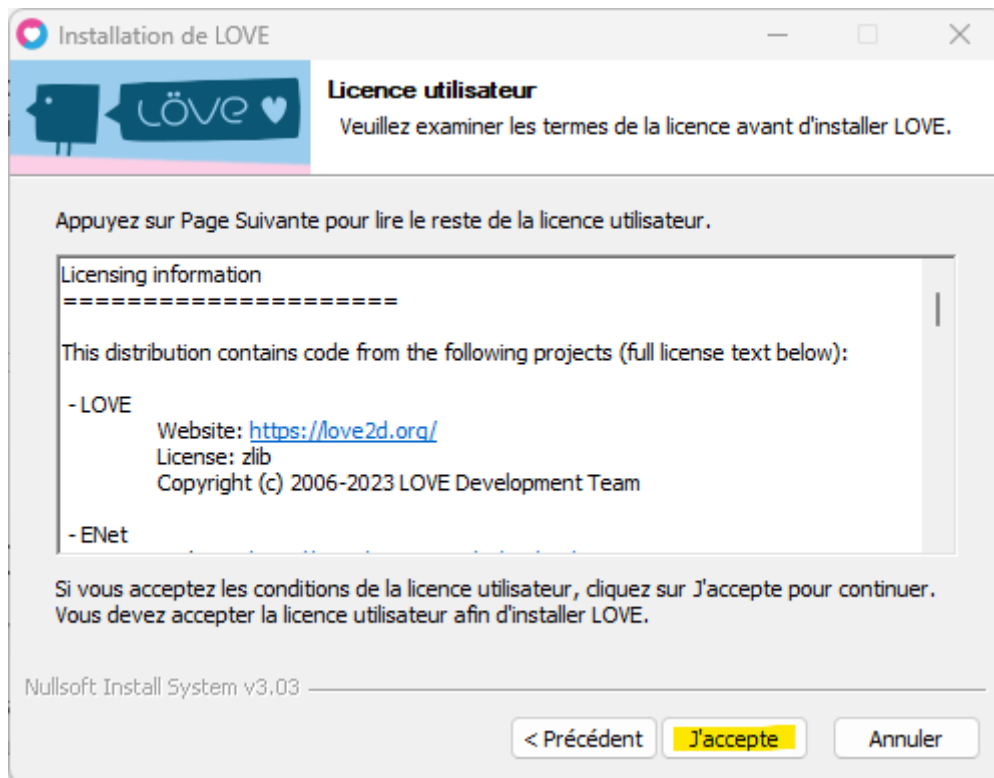 Installation de LOVE
LÖVE
Licence utilisateur
Veuillez examiner les termes de la licence avant d'installer LOVE.
Appuyez sur Page Suivante pour lire le reste de la licence utilisateur.
Licensing information
=====================
This distribution contains code from the following projects (full license text below):
- LOVE
Website: https://love2d.org/
License: zlib
Copyright (c) 2006-2023 LOVE Development Team
- ENet
Si vous acceptez les conditions de la licence utilisateur, cliquez sur J'accepte pour continuer.
Vous devez accepter la licence utilisateur afin d'installer LOVE.
Nullsoft Install System v3.03
< Précédent J'accepte Annuler